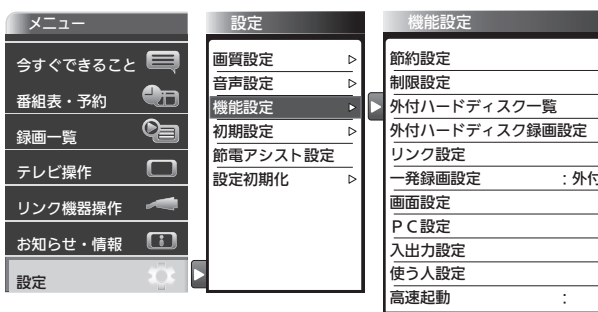 メニュー
今すぐできること
番組表・予約
録画一覧
テレビ操作
リンク機器操作
お知らせ・情報
設定
設定
画質設定
音声設定
機能設定
初期設定
節電アシスト設定
設定初期化
機能設定
節約設定
制限設定
外付ハードディスク一覧
外付ハードディスク録画設定
リンク設定
一発録画設定 : 外付
画面設定
ＰＣ設定
入出力設定
使う人設定
高速起動 :